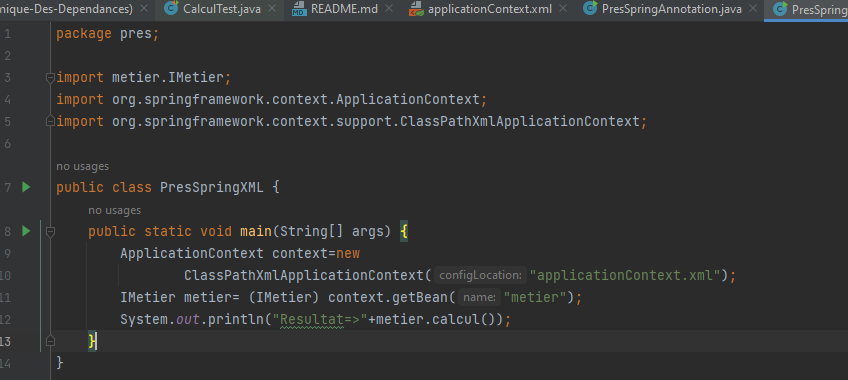 nique-Des-Dependances) CalculTest.java README.md applicationContext.xml PresSpringAnnotation.java PresSpring
1 package pres;
2
3 import metier.IMetier;
4 import org.springframework.context.ApplicationContext;
5 import org.springframework.context.support.ClassPathXmlApplicationContext;
6
no usages
7 public class PresSpringXML {
no usages
8 public static void main(String[] args) {
9 ApplicationContext context=new
10 ClassPathXmlApplicationContext( configLocation: "applicationContext.xml");
11 IMetier metier= (IMetier) context.getBean( name: "metier");
12 System.out.println("Resultat=>"+metier.calcul());
13 }
14 }